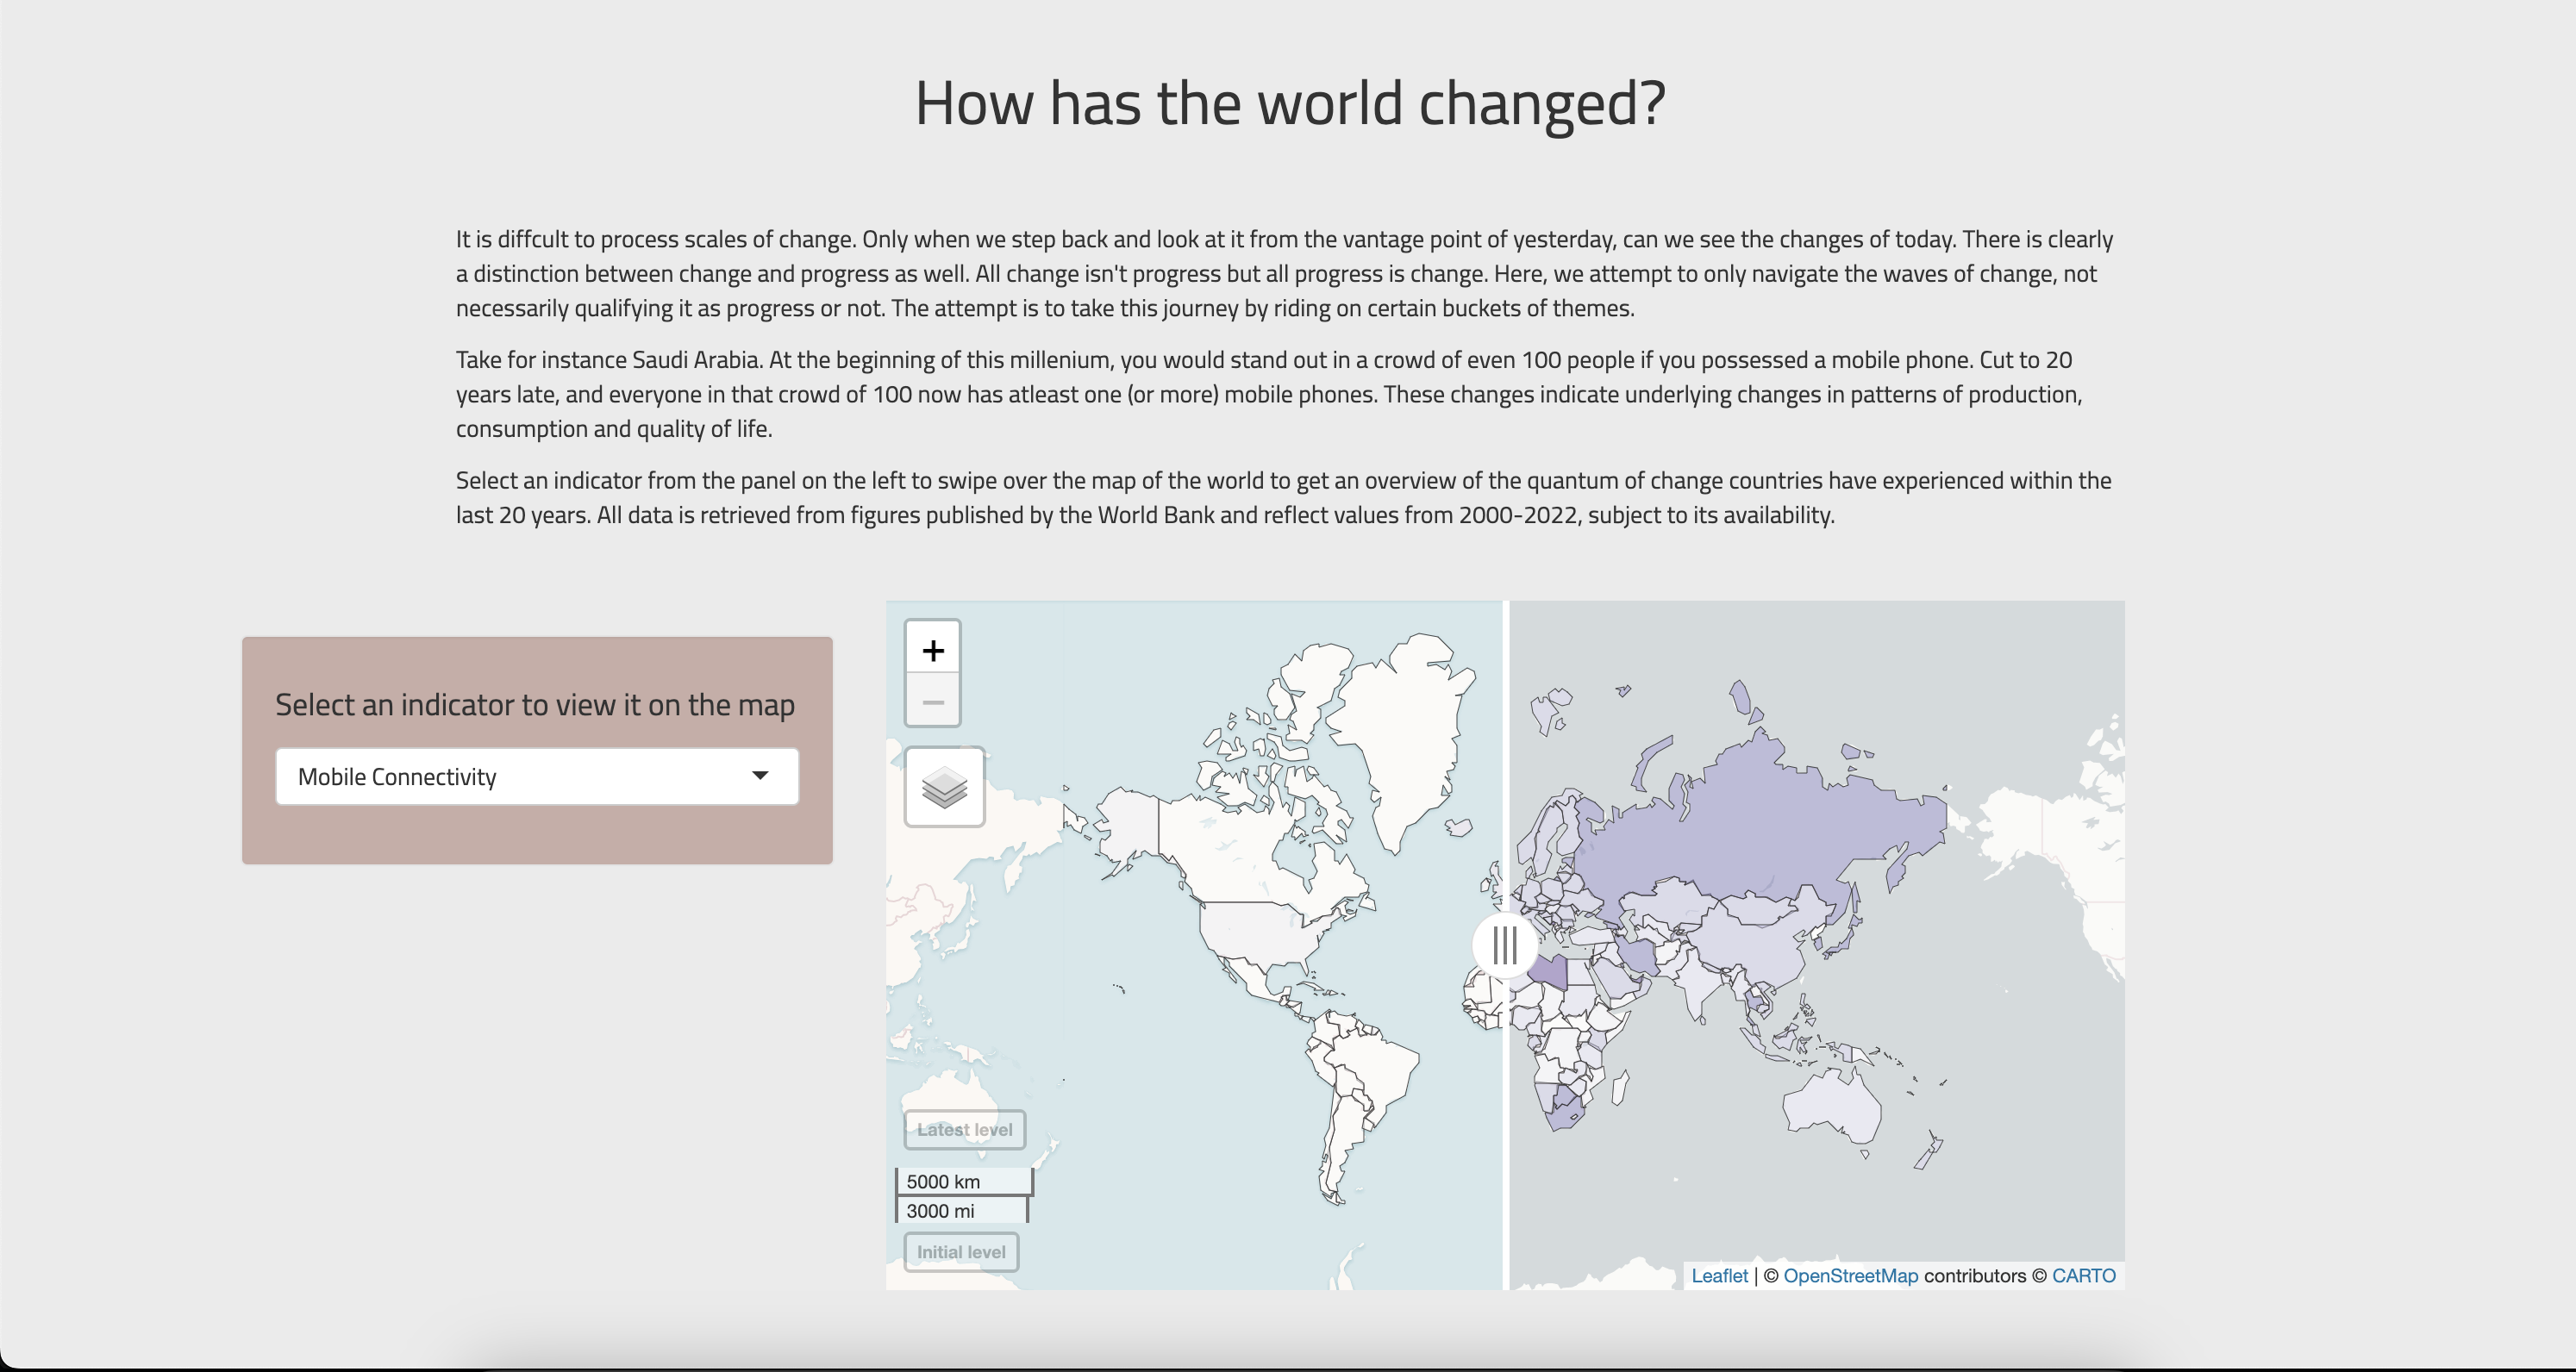 How has the world changed?
It is diffcult to process scales of change. Only when we step back and look at it from the vantage point of yesterday, can we see the changes of today. There is clearly
a distinction between change and progress as well. All change isn't progress but all progress is change. Here, we attempt to only navigate the waves of change, not
necessarily qualifying it as progress or not. The attempt is to take this journey by riding on certain buckets of themes.
Take for instance Saudi Arabia. At the beginning of this millenium, you would stand out in a crowd of even 100 people if you possessed a mobile phone. Cut to 20
years late, and everyone in that crowd of 100 now has atleast one (or more) mobile phones. These changes indicate underlying changes in patterns of production,
consumption and quality of life.
Select an indicator from the panel on the left to swipe over the map of the world to get an overview of the quantum of change countries have experienced within the
last 20 years. All data is retrieved from figures published by the World Bank and reflect values from 2000-2022, subject to its availability.
Select an indicator to view it on the map
Mobile Connectivity
+
−
Latest level
5000 km
3000 mi
Initial level
Leaflet | © OpenStreetMap contributors © CARTO